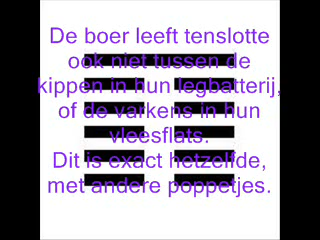 De boer leeft tenslotte
ook niet tussen de
kippen in hun legbatterij,
of de varkens in hun
vleesflats.
Dit is exact hetzelfde,
met andere poppetjes.